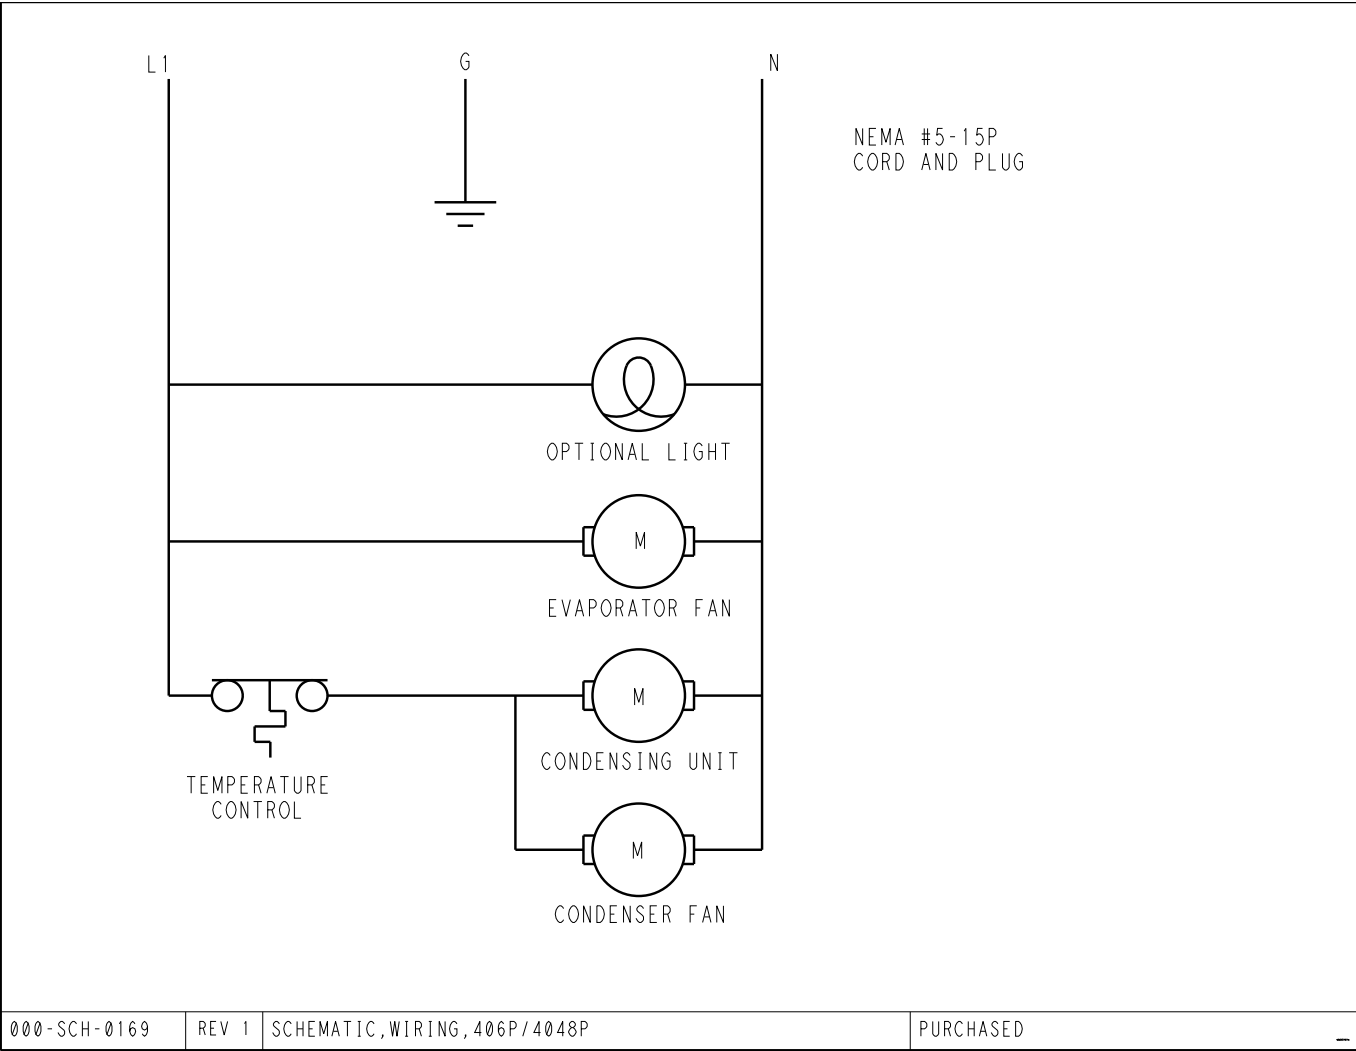 L1
G
N
NEMA #5-15P
CORD AND PLUG
OPTIONAL LIGHT
M
EVAPORATOR FAN
M
CONDENSING UNIT
TEMPERATURE
CONTROL
M
CONDENSER FAN
000-SCH-0169
REV 1
SCHEMATIC,WIRING,406P/4048P
PURCHASED